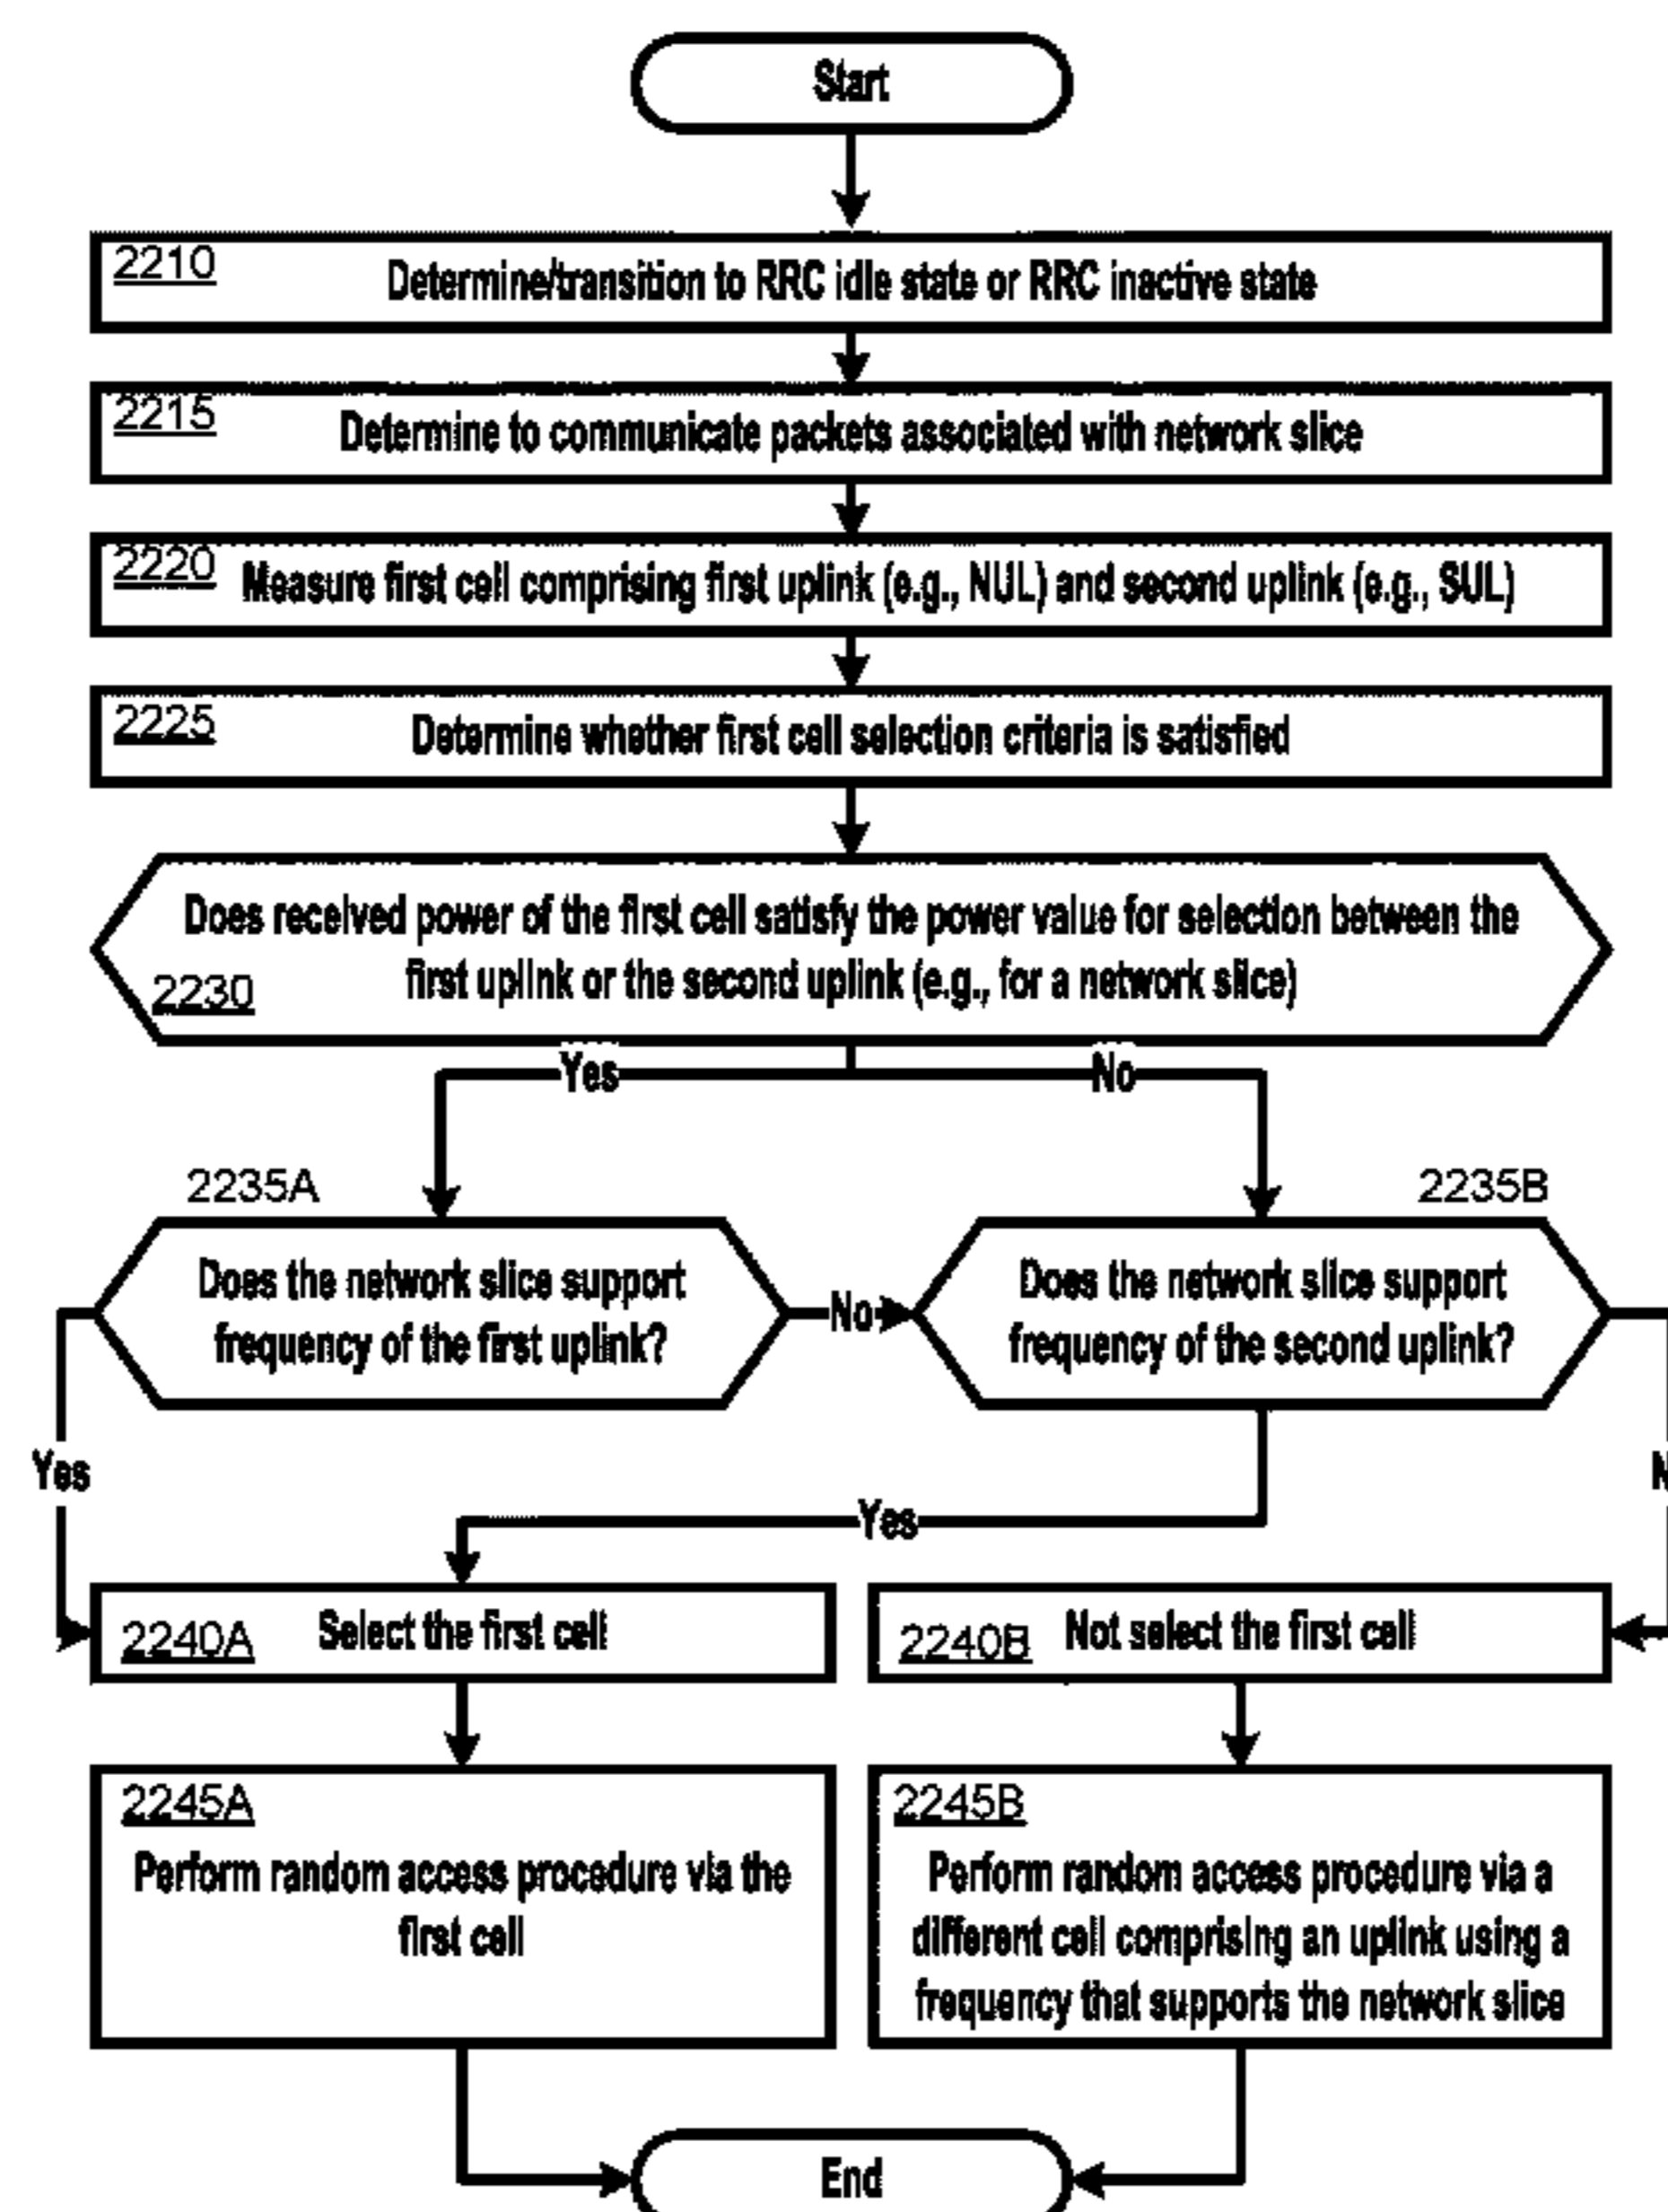 Start
2210
Determine/transition to RRC idle state or RRC inactive state
2215
Determine to communicate packets associated with network slice
2220
Measure first cell comprising first uplink (e.g., NUL) and second uplink (e.g., SUL)
2225
Determine whether first cell selection criteria is satisfied
Does received power of the first cell satisfy the power value for selection between the
first uplink or the second uplink (e.g., for a network slice)
2230
Yes
No
2235A
2235B
Does the network slice support
frequency of the first uplink?
No
Does the network slice support
frequency of the second uplink?
Yes
Yes
2240A
Select the first cell
2240B
Not select the first cell
2245A
Perform random access procedure via the
first cell
2245B
Perform random access procedure via a
different cell comprising an uplink using a
frequency that supports the network slice
End